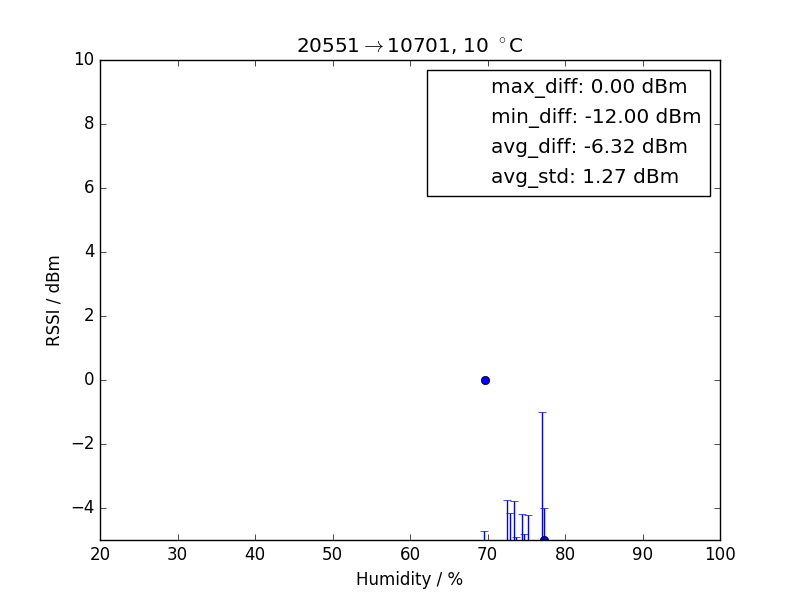 20551→10701, 10 °C
max_diff: 0.00 dBm
min_diff: -12.00 dBm
avg_diff: -6.32 dBm
avg_std: 1.27 dBm
RSSI / dBm
10
8
6
4
2
0
−2
−4
20 30 40 50 60 70 80 90 100
Humidity / %